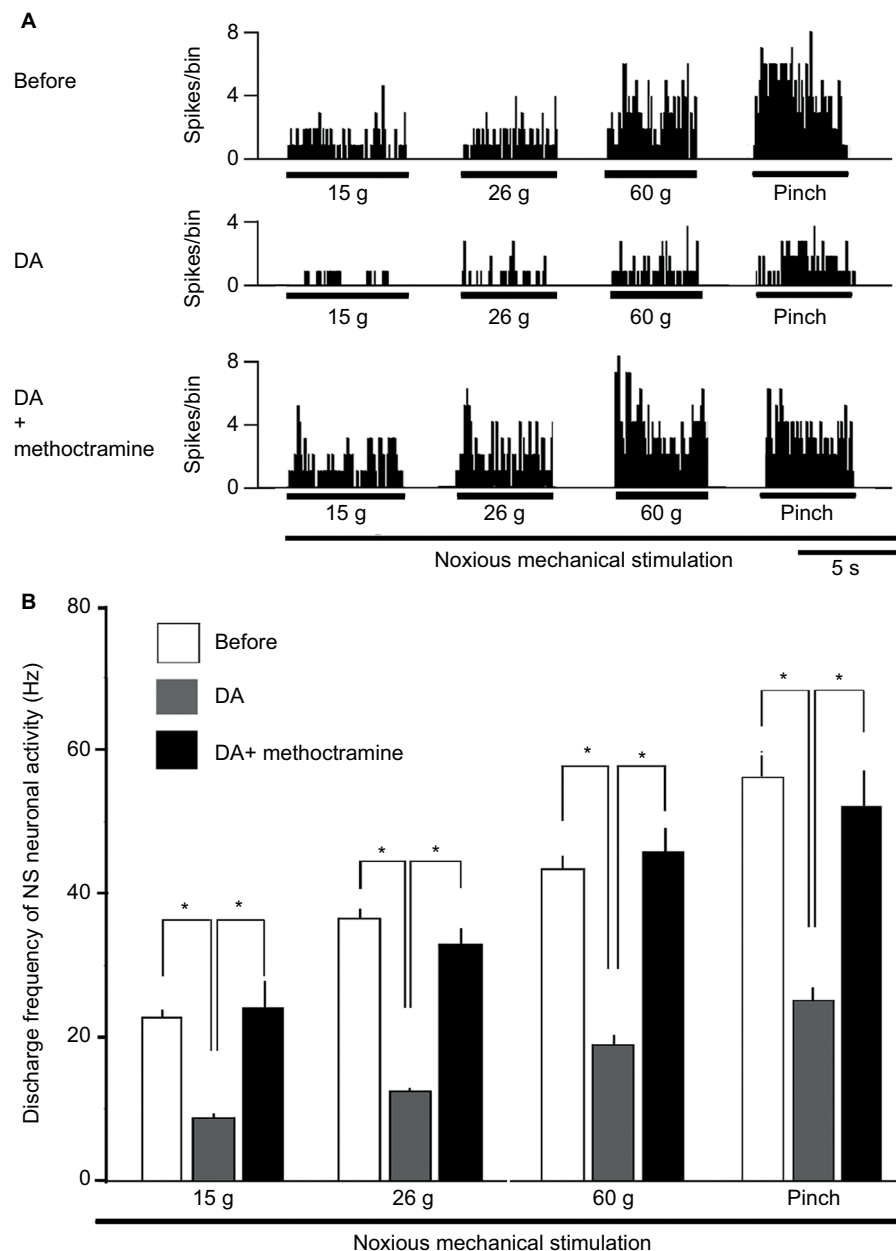 A
Before
Spikes/bin
8
4
0
15 g 26 g 60 g Pinch
DA
Spikes/bin
4
0
15 g 26 g 60 g Pinch
DA
+
methoctramine
Spikes/bin
8
4
0
15 g 26 g 60 g Pinch
Noxious mechanical stimulation
5 s
B
Discharge frequency of NS neuronal activity (Hz)
80
60
40
20
0
Before
DA
DA+ methoctramine
* *
* *
* *
* *
15 g 26 g 60 g Pinch
Noxious mechanical stimulation